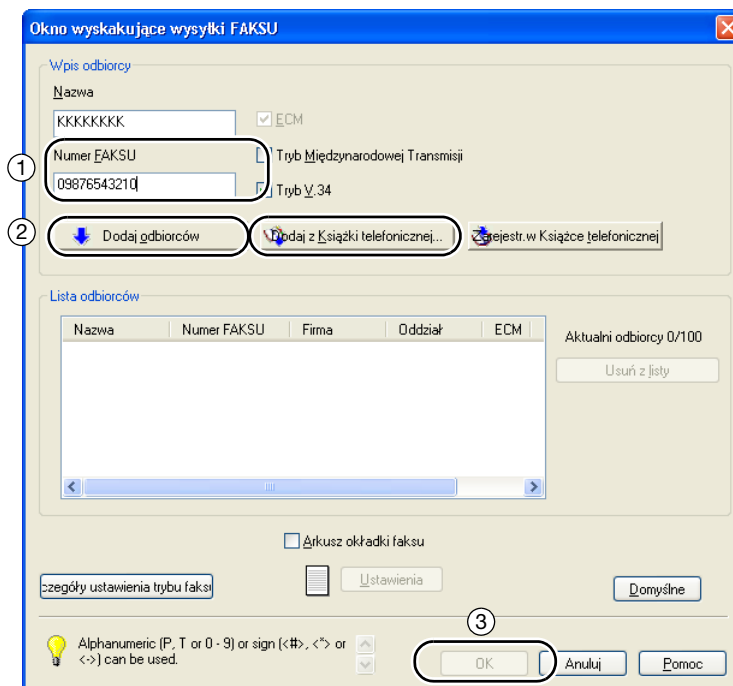 Okno wyskakujące wysyłki FAKSU
Wpis odbiorcy
Nazwa
KKKKKKKK
ECM
Numer FAKSU
Tryb Międzynarodowej Transmisji
1
09876543210
Tryb V.34
2
Dodaj odbiorców
Dodaj z Książki telefonicznej...
Zarejestr.w Książce telefonicznej
Lista odbiorców
Nazwa Numer FAKSU Firma Oddział ECM
Aktualni odbiorcy 0/100
Usuń z listy
Arkusz okładki faksu
czegóły ustawienia trybu faksu
Ustawienia
Domyślne
3
Alphanumeric (P, T or 0 - 9) or sign (<#>, <*> or
<-> ) can be used.
OK
Anuluj
Pomoc